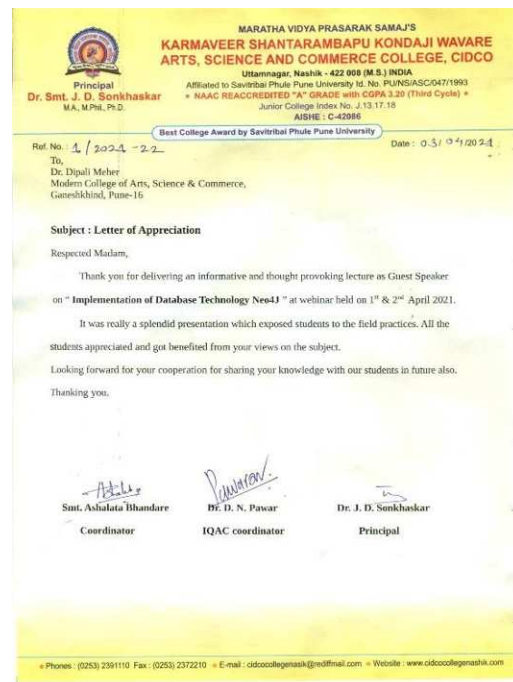 MARATHA VIDYA PRASARAK SAMAJ'S
KARMAVEER SHANTARAMBAPU KONDAJI WAVARE
ARTS, SCIENCE AND COMMERCE COLLEGE, CIDCO
Uttamnagar, Nashik - 422 008 (M.S.) INDIA
Affiliated to Savitribai Phule Pune University Id. No. PU/NS/ASC/047/1993
* NAAC REACCREDITED "A" GRADE with CGPA 3.20 (Third Cycle) *
Junior College Index No. J.13.17.18
AISHE : C-42086
Principal
Dr. Smt. J. D. Sonkhaskar
M.A., M.Phil., Ph.D.
Best College Award by Savitribai Phule Pune University
Ref. No. : 1 / 2021 - 22
Date : 03/04/2021
To,
Dr. Dipali Meher
Modern College of Arts, Science & Commerce,
Ganeshkhind, Pune-16
Subject : Letter of Appreciation
Respected Madam,
Thank you for delivering an informative and thought provoking lecture as Guest Speaker
on " Implementation of Database Technology Neo4J " at webinar held on 1st & 2nd April 2021.
It was really a splendid presentation which exposed students to the field practices. All the
students appreciated and got benefited from your views on the subject.
Looking forward for your cooperation for sharing your knowledge with our students in future also.
Thanking you.
Smt. Ashalata Bhandare
Dr. D. N. Pawar
Dr. J. D. Sonkhaskar
Coordinator
IQAC coordinator
Principal
Phones : (0253) 2391110 Fax : (0253) 2372210 E-mail : cidcocollegenasik@rediffmail.com Website : www.cidcocollegenashik.com